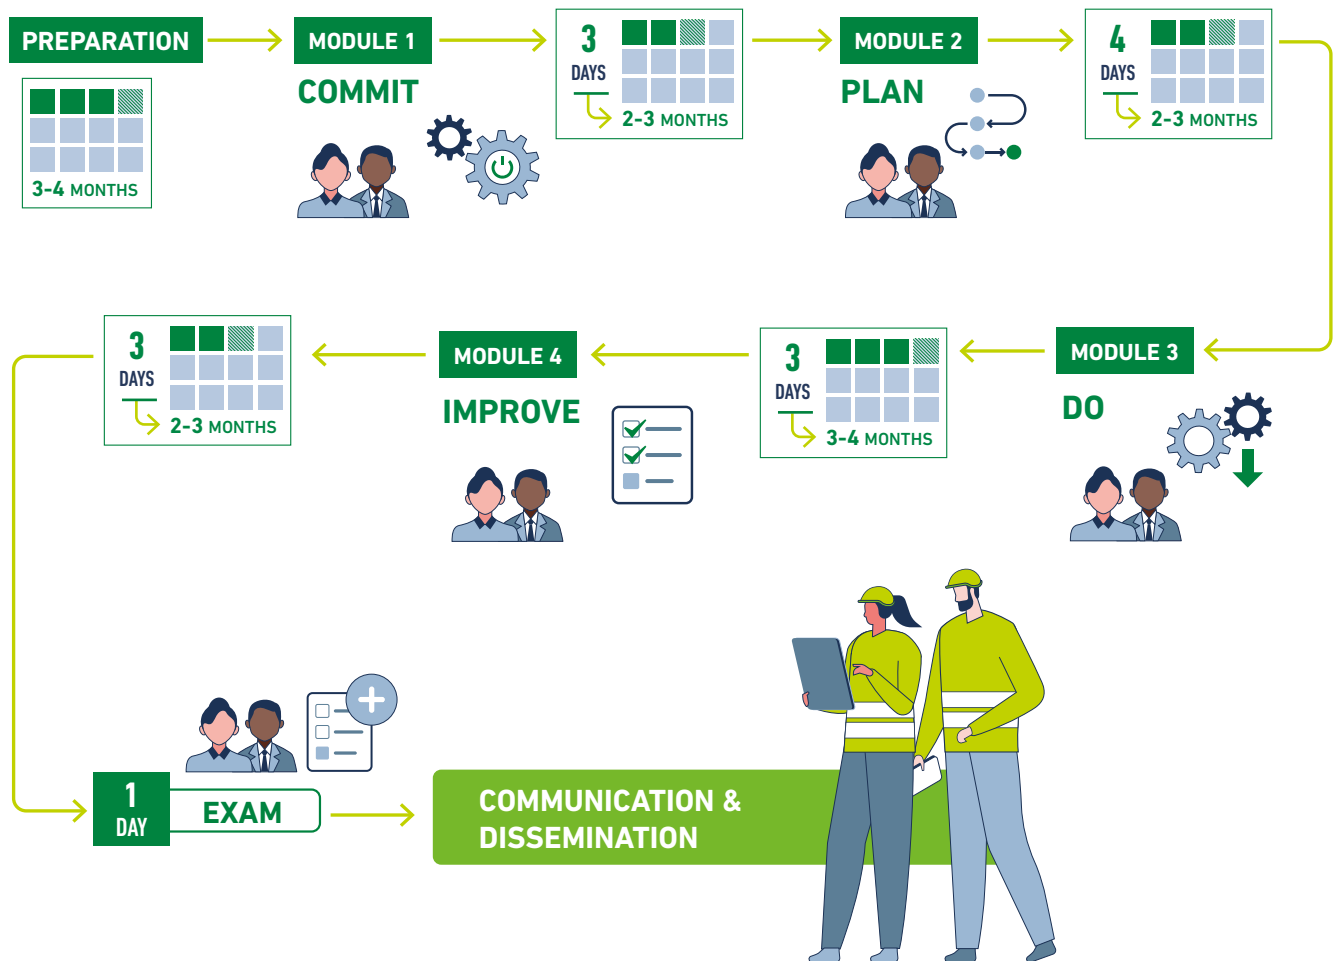 PREPARATION
3-4 MONTHS
MODULE 1
COMMIT
3
DAYS
2-3 MONTHS
MODULE 2
PLAN
4
DAYS
2-3 MONTHS
MODULE 3
DO
3
DAYS
3-4 MONTHS
MODULE 4
IMPROVE
3
DAYS
2-3 MONTHS
1
DAY
EXAM
COMMUNICATION &
DISSEMINATION